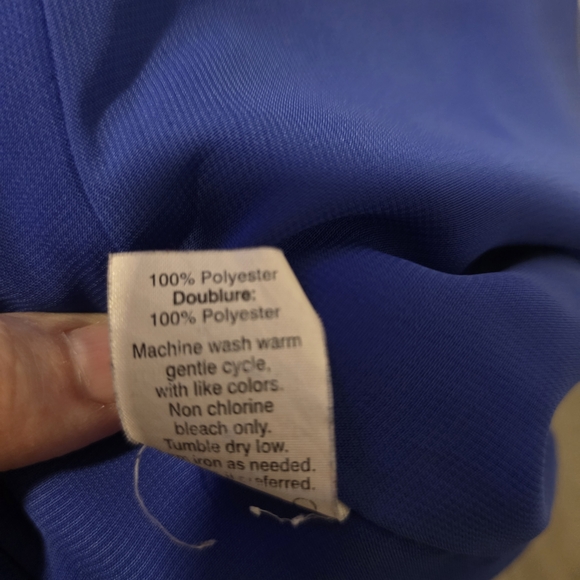 100% Polyester
Doublure:
100% Polyester
Machine wash warm
gentle cycle,
with like colors.
Non chlorine
bleach only.
Tumble dry low.
iron as needed.